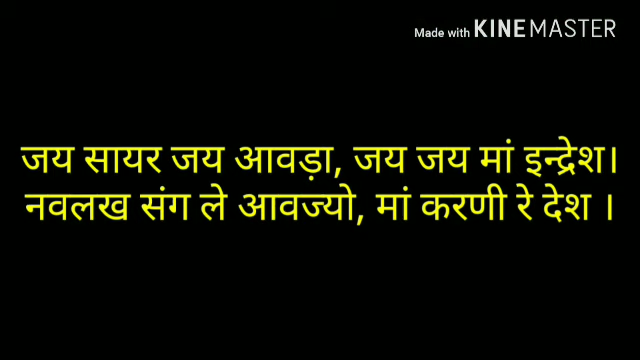 Made with KINEMASTER
जय सायर जय आवड़ा, जय जय मां इन्द्रेश।
नवलख संग ले आवज्यो, मां करणी रे देश ।